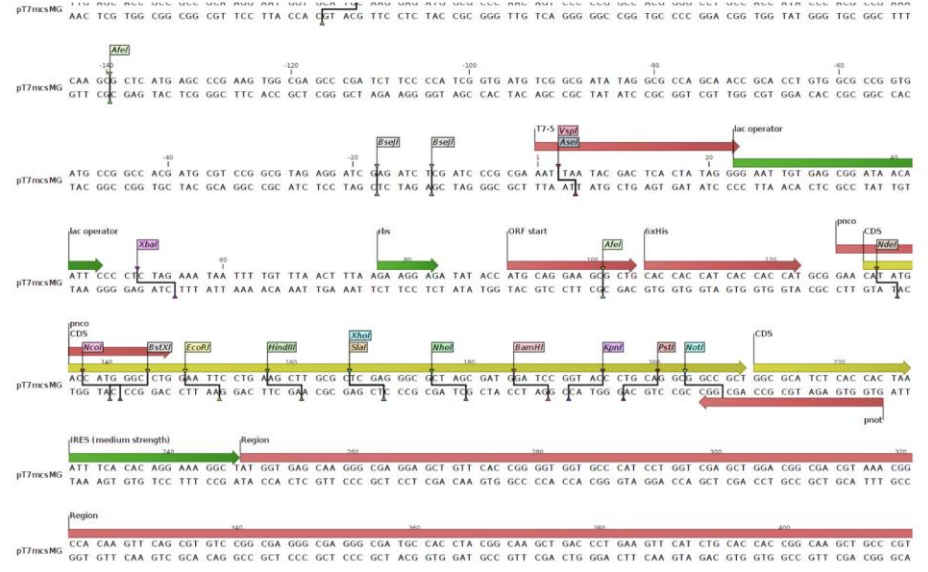 pT7mcsMG
AAC TCG TGG CGG CGG CGT TCC TTA CCA CGT ACG TTC CTC TAC CGC GGG TTG TCA GGG GGC CGG TGC CCC GGA CGG TGG TAT GGG TGC GGC TTT
AfeI
-140 -120 -100 -80 -60
CAA GCG CTC ATG AGC CCG AAG TGG CGA GCC CGA TCT TCC CCA TCG GTG ATG TCG GCG ATA TAG GCG CCA GCA ACC GCA CCT GTG GCG CCG GTG
pT7mcsMG
GTT CGC GAG TAC TCG GGC TTC ACC GCT CGG GCT AGA AGG GGT AGC CAC TAC AGC CGC TAT ATC CGC GGT CGT TGG CGT GGA CAC CGC GGC CAC
T7-5 VspI lac operator
BseJI BseJI AseI
-40 -20 1 20 40
ATG CCG GCC ACG ATG CGT CCG GCG TAG AGG ATC GAG ATC TCG ATC CCG CGA AAT TAA TAC GAC TCA CTA TAG GGG AAT TGT GAG CGG ATA ACA
pT7mcsMG
TAC GGC CGG TGC TAC GCA GGC CGC ATC TCC TAG CTC TAG AGC TAG GGC GCT TTA ATT ATG CTG AGT GAT ATC CCC TTA ACA CTC GCC TAT TGT
pnco
lac operator XbaI rbs ORF start AfeI 6xHis CDS
NdeI
60 100 120
ATT CCC CTC TAG AAA TAA TTT TGT TTA ACT TTA AGA AGG AGA TAT ACC ATG CAG GAA GCG CTG CAC CAC CAT CAC CAC CAT GCG GAA CAT ATG
pT7mcsMG
TAA GGG GAG ATC TTT ATT AAA ACA AAT TGA AAT TCT TCC TCT ATA TGG TAC GTC CTT CGC GAC GTG GTG GTA GTG GTG GTA CGC CTT GTA TAC
pnco
CDS XhoI CDS
NcoI BstXI EcoRI HindIII SlaI NheI BamHI KpnI PstI NotI
140 160 180 200 220
ACC ATG GGC CTG GAA TTC CTG AAG CTT GCG CTC GAG GGC GCT AGC GAT GGA TCC GGT ACC CTG CAG GCG GCC GCT GGC GCA TCT CAC CAC TAA
pT7mcsMG
TGG TAC CCG GAC CTT AAG GAC TTC GAA CGC GAG CTC CCG CGA TCG CTA CCT AGG CCA TGG GAC GTC CGC CGG CGA CCG CGT AGA GTG GTG ATT
pnot
IRES (medium strength) Region
240 260 280 300 320
ATT TCA CAC AGG AAA GGC TAT GGT GAG CAA GGG CGA GGA GCT GTT CAC CGG GGT GGT GCC CAT CCT GGT CGA GCT GGA CGG CGA CGT AAA CGG
pT7mcsMG
TAA AGT GTG TCC TTT CCG ATA CCA CTC GTT CCC GCT CCT CGA CAA GTG GCC CCA CCA CGG GTA GGA CCA GCT CGA CCT GCC GCT GCA TTT GCC
Region
340 360 380 400
CCA CAA GTT CAG CGT GTC CGG CGA GGG CGA GGG CGA TGC CAC CTA CGG CAA GCT GAC CCT GAA GTT CAT CTG CAC CAC CGG CAA GCT GCC CGT
pT7mcsMG
GGT GTT CAA GTC GCA CAG GCC GCT CCC GCT CCC GCT ACG GTG GAT GCC GTT CGA CTG GGA CTT CAA GTA GAC GTG GTG GCC GTT CGA CGG GCA